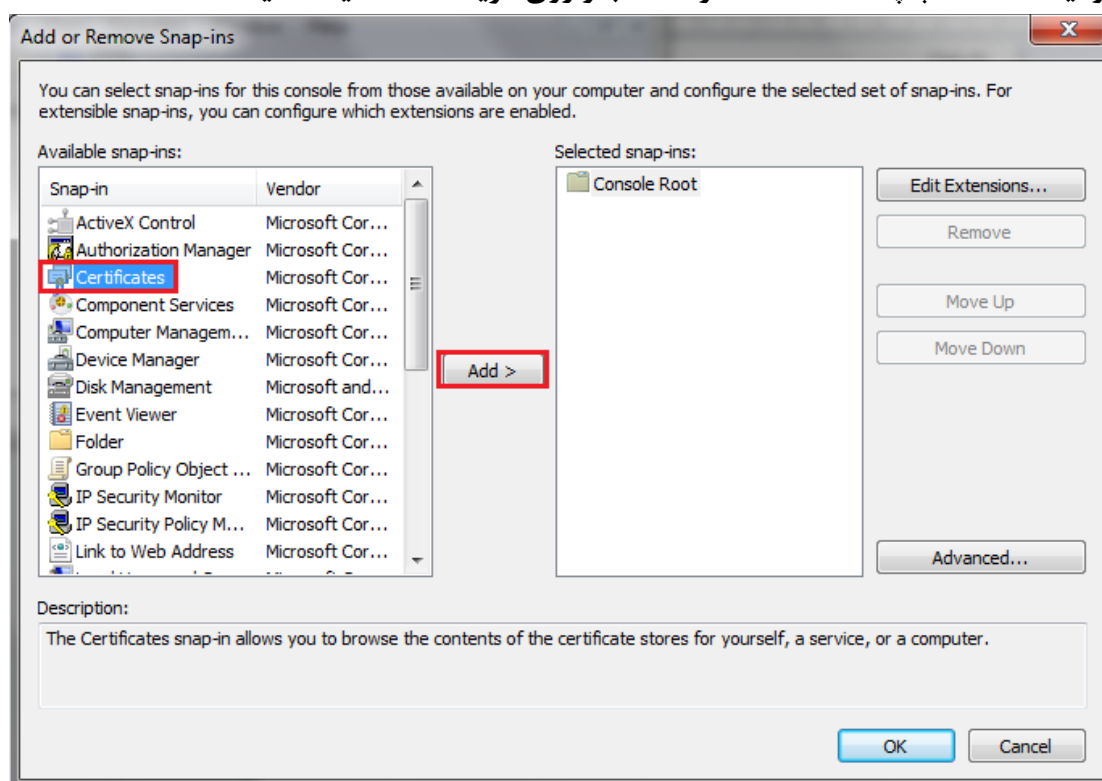 Add or Remove Snap-ins
You can select snap-ins for this console from those available on your computer and configure the selected set of snap-ins. For
extensible snap-ins, you can configure which extensions are enabled.
Available snap-ins:
Selected snap-ins:
Snap-in Vendor
Console Root
Edit Extensions...
ActiveX Control Microsoft Cor...
Remove
Authorization Manager Microsoft Cor...
Certificates Microsoft Cor...
Component Services Microsoft Cor...
Move Up
Computer Managem... Microsoft Cor...
Device Manager Microsoft Cor...
Move Down
Add >
Disk Management Microsoft and...
Event Viewer Microsoft Cor...
Folder Microsoft Cor...
Group Policy Object ... Microsoft Cor...
IP Security Monitor Microsoft Cor...
IP Security Policy M... Microsoft Cor...
Link to Web Address Microsoft Cor...
Advanced...
Description:
The Certificates snap-in allows you to browse the contents of the certificate stores for yourself, a service, or a computer.
OK
Cancel